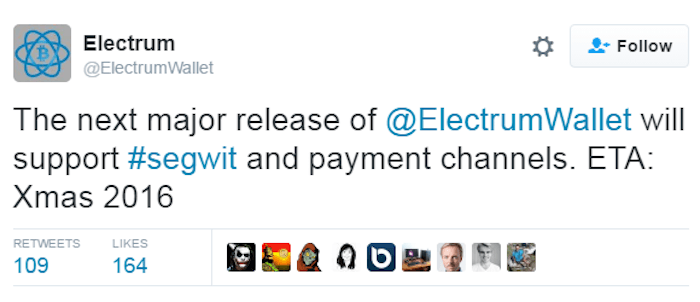 Electrum
@ElectrumWallet
Follow
The next major release of @ElectrumWallet will
support #segwit and payment channels. ETA:
Xmas 2016
RETWEETS LIKES
109 164